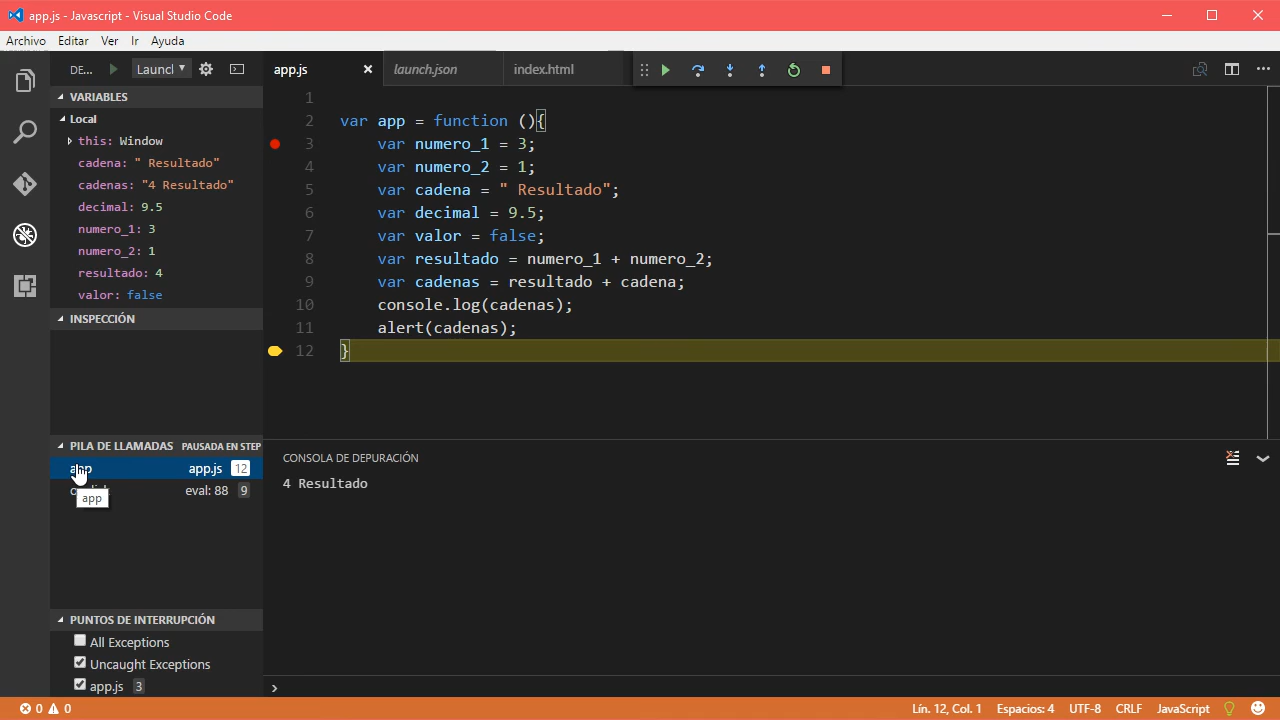 app.js - Javascript - Visual Studio Code
Archivo Editar Ver Ir Ayuda
DE... Launch
app.js launch.json index.html
VARIABLES
Local
this: Window
cadena: " Resultado"
cadenas: "4 Resultado"
decimal: 9.5
numero_1: 3
numero_2: 1
resultado: 4
valor: false
INSPECCIÓN
PILA DE LLAMADAS PAUSADA EN STEP
app app.js 12
eval: 88 9
app
PUNTOS DE INTERRUPCIÓN
All Exceptions
Uncaught Exceptions
app.js 3
1
2 var app = function (){
3 var numero_1 = 3;
4 var numero_2 = 1;
5 var cadena = " Resultado";
6 var decimal = 9.5;
7 var valor = false;
8 var resultado = numero_1 + numero_2;
9 var cadenas = resultado + cadena;
10 console.log(cadenas);
11 alert(cadenas);
12 }
CONSOLA DE DEPURACIÓN
4 Resultado
0 0 Lín. 12, Col. 1 Espacios: 4 UTF-8 CRLF JavaScript